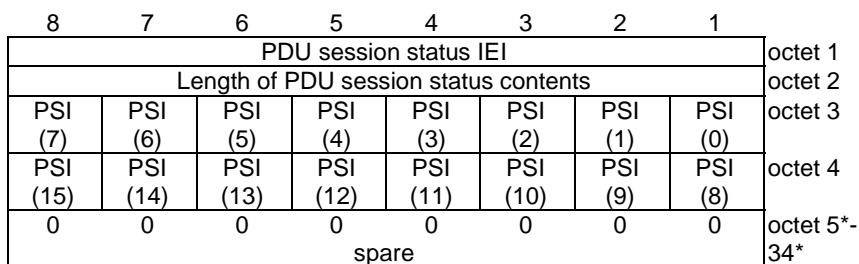 8 7 6 5 4 3 2 1
PDU session status IEI octet 1
Length of PDU session status contents octet 2
PSI PSI PSI PSI PSI PSI PSI PSI octet 3
(7) (6) (5) (4) (3) (2) (1) (0)
PSI PSI PSI PSI PSI PSI PSI PSI octet 4
(15) (14) (13) (12) (11) (10) (9) (8)
0 0 0 0 0 0 0 0 octet 5*-
spare 34*